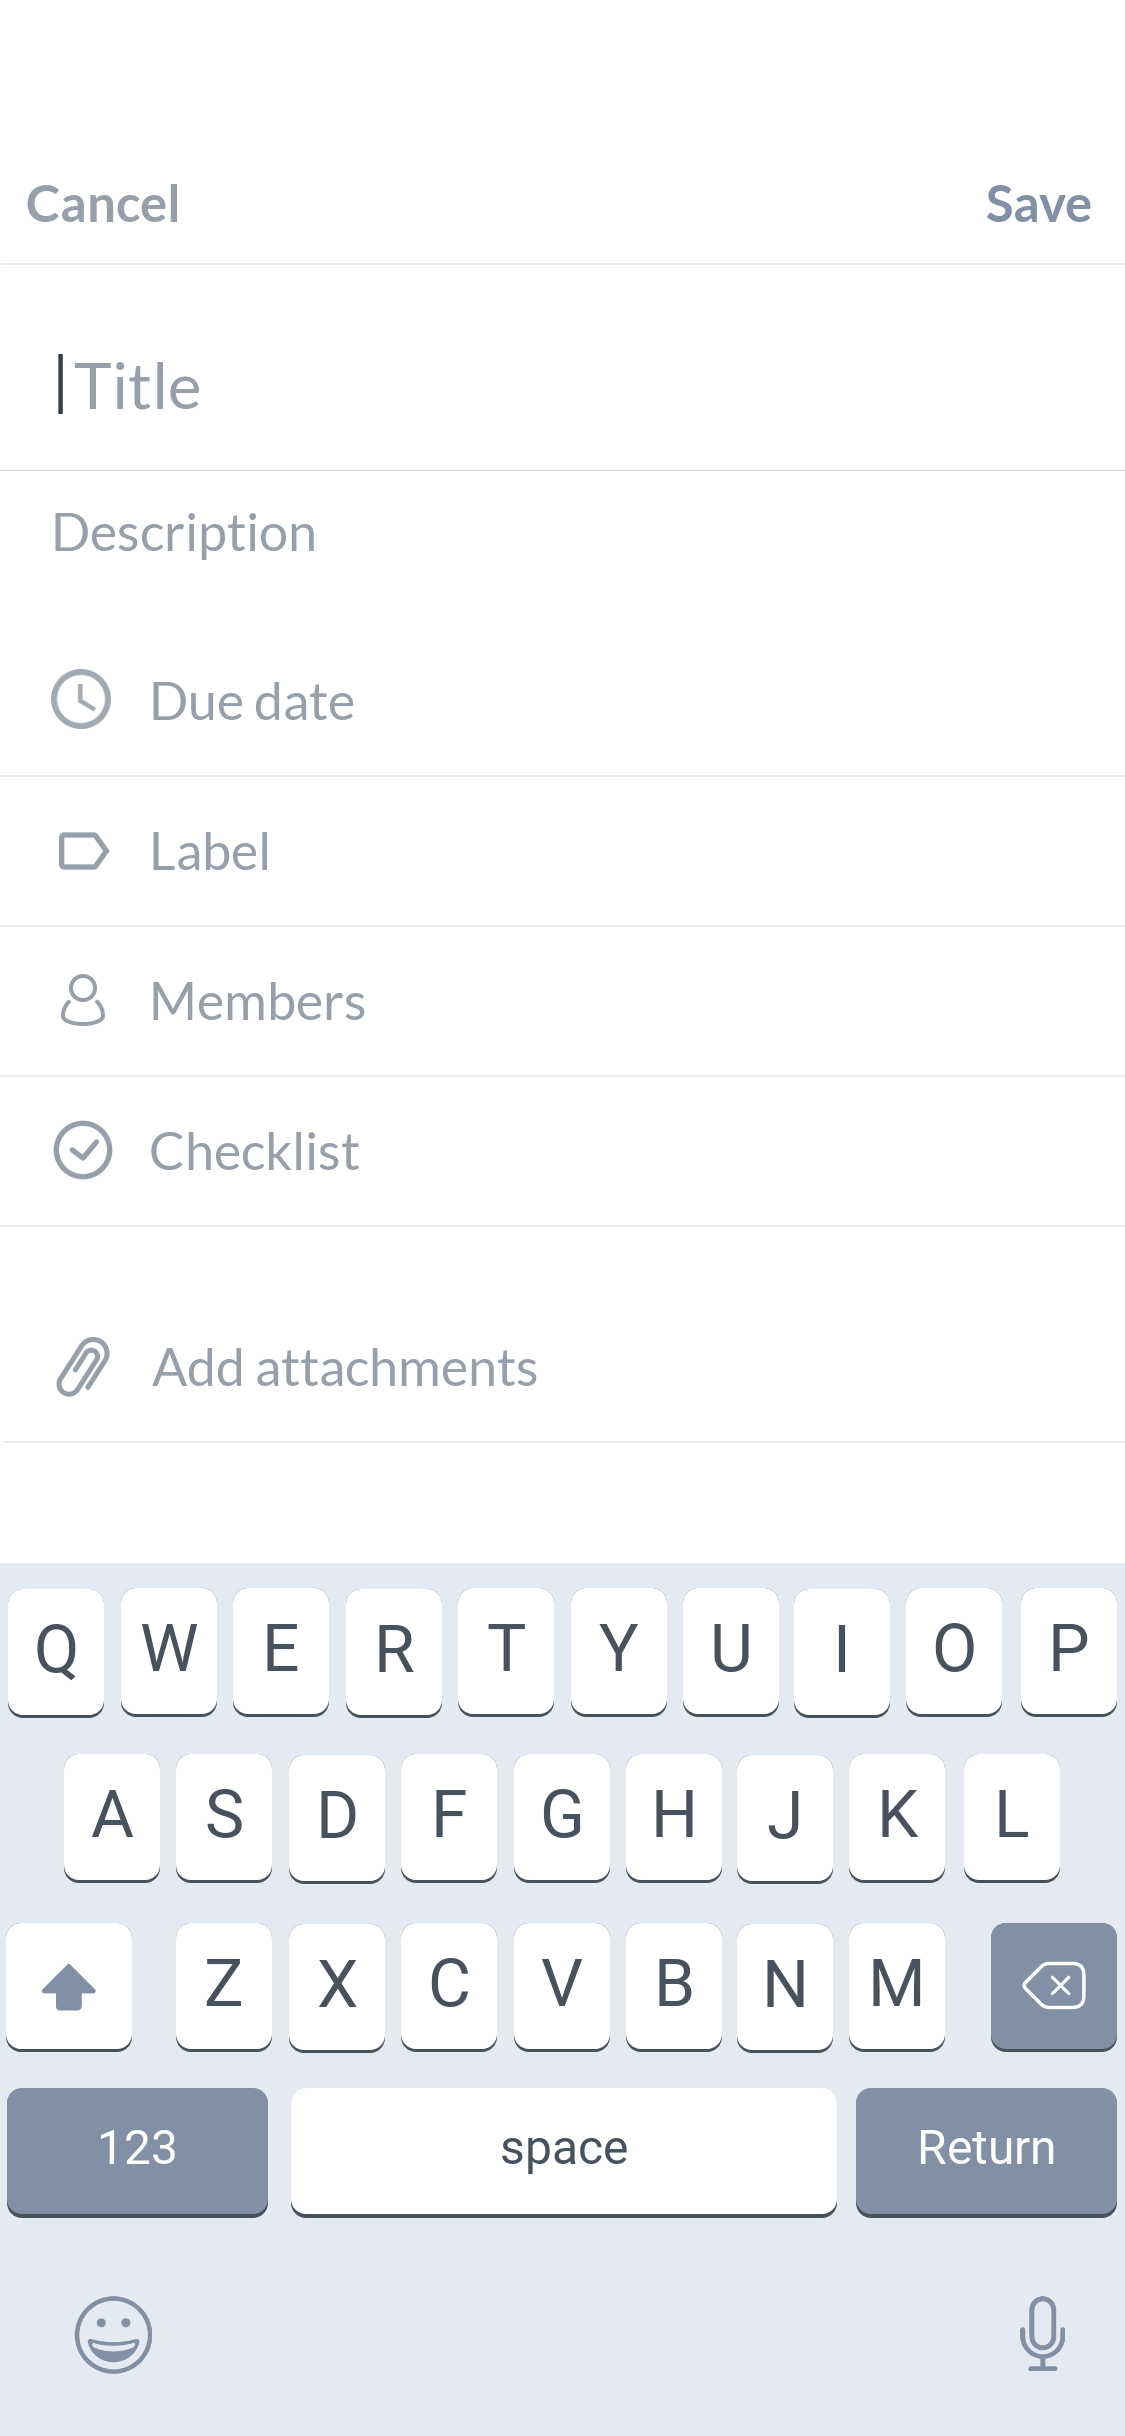 Cancel Save
Title
Description
Due date
Label
Members
Checklist
Add attachments
Q W E R T Y U I O P
A S D F G H J K L
Z X C V B N M
123 space Return